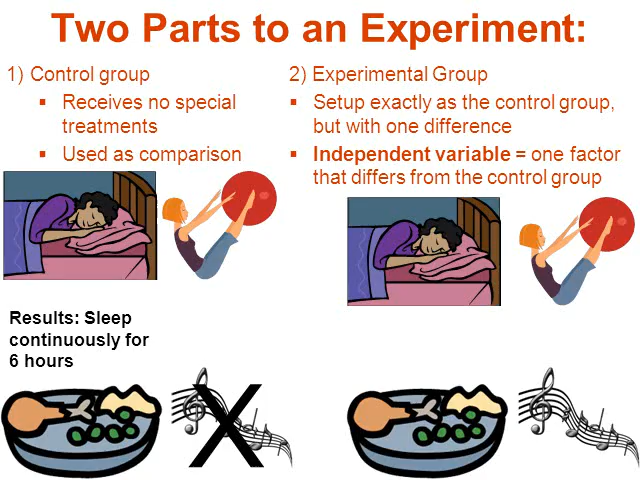 Two Parts to an Experiment:
1) Control group
▪ Receives no special
treatments
▪ Used as comparison
2) Experimental Group
▪ Setup exactly as the control group,
but with one difference
▪ Independent variable = one factor
that differs from the control group
Results: Sleep
continuously for
6 hours
X